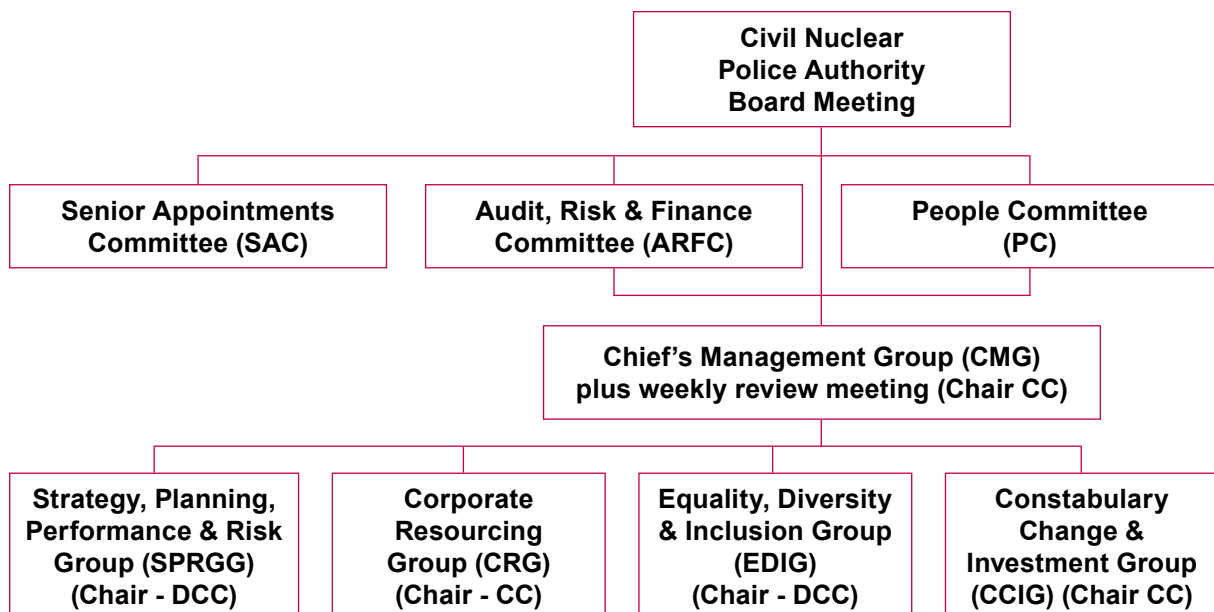 Civil Nuclear
Police Authority
Board Meeting
Senior Appointments
Committee (SAC)
Audit, Risk & Finance
Committee (ARFC)
People Committee
(PC)
Chief’s Management Group (CMG)
plus weekly review meeting (Chair CC)
Strategy, Planning,
Performance & Risk
Group (SPRGG)
(Chair - DCC)
Corporate
Resourcing
Group (CRG)
(Chair - CC)
Equality, Diversity
& Inclusion Group
(EDIG)
(Chair - DCC)
Constabulary
Change &
Investment Group
(CCIG) (Chair CC)